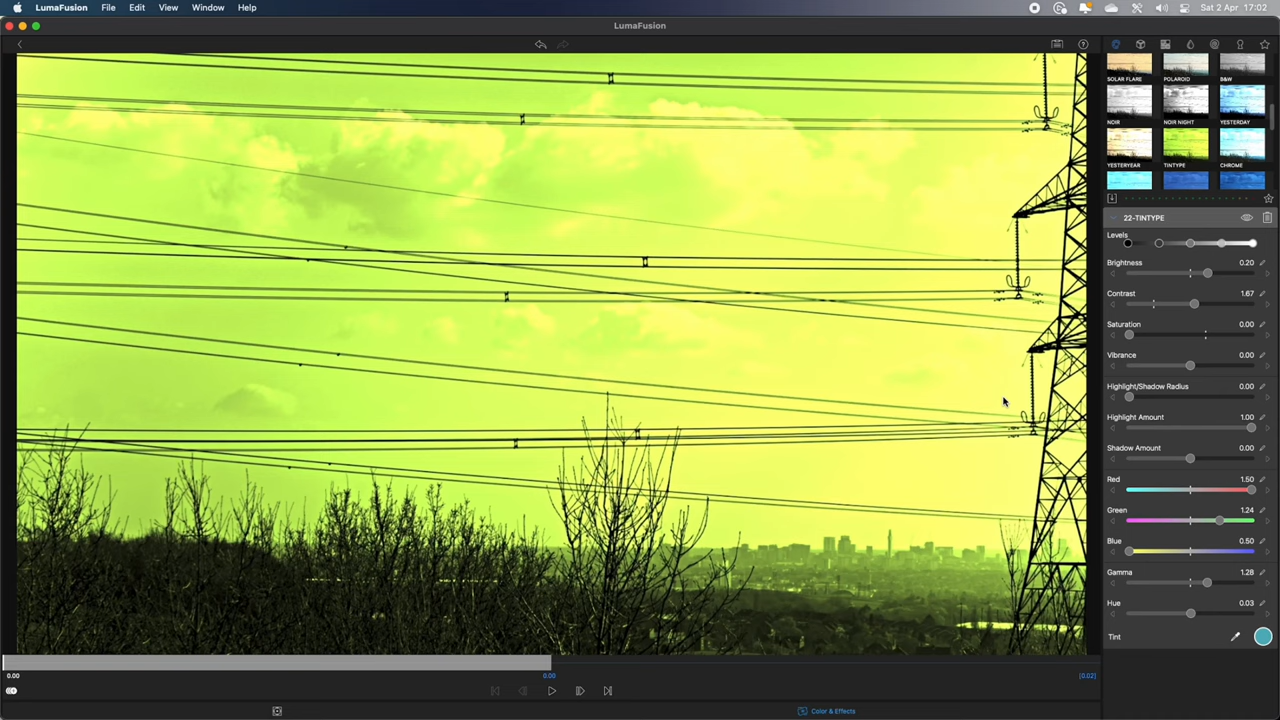 LumaFusion File Edit View Window Help Sat 2 Apr 17:02
LumaFusion
SOLAR FLARE POLAROID B&W
NOIR NOIR NIGHT YESTERDAY
YESTERYEAR TINTYPE CHROME
22-TINTYPE
Levels
Brightness 0.20
Contrast 1.67
Saturation 0.00
Vibrance 0.00
Highlight/Shadow Radius 0.00
Highlight Amount 1.00
Shadow Amount 0.00
Red 1.50
Green 1.24
Blue 0.50
Gamma 1.28
Hue 0.03
Tint
0.00 0.00 [0.02]
Color & Effects